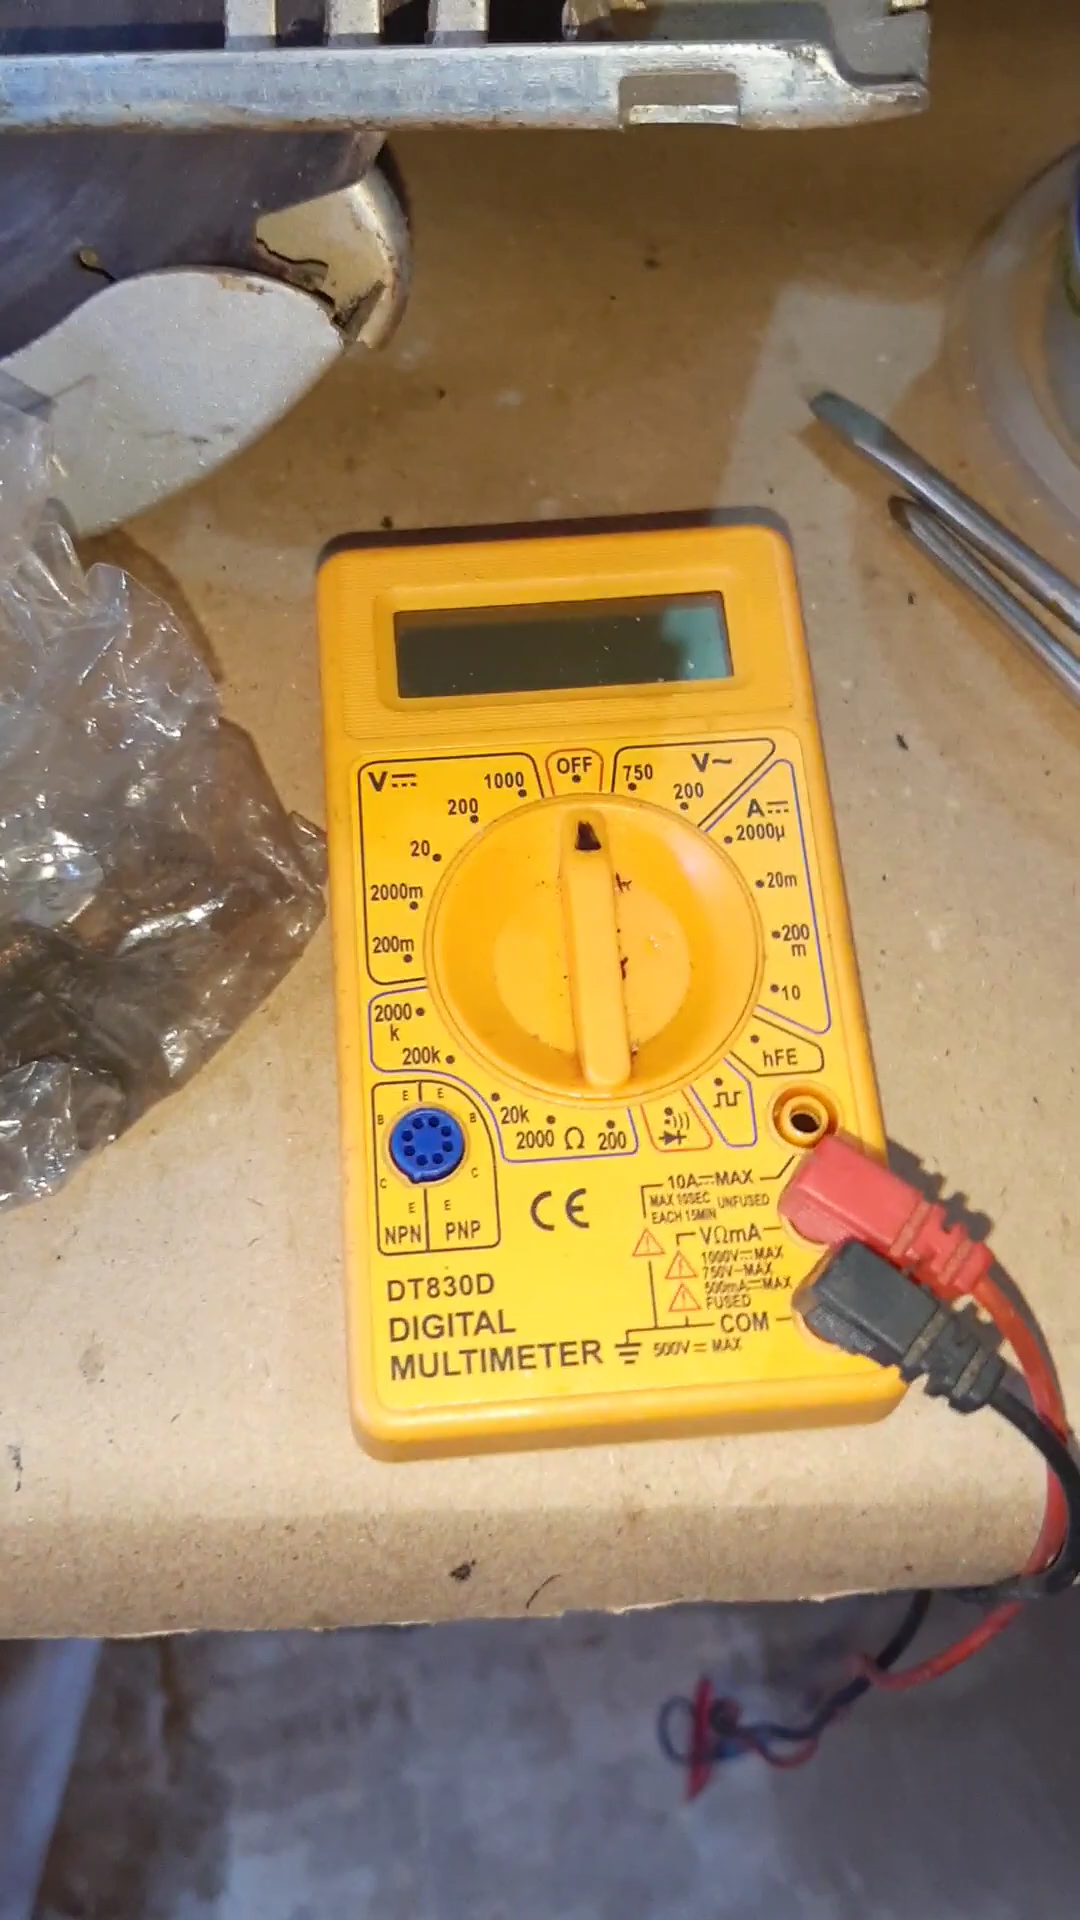 V⎓
1000
OFF
750
V~
200
200
A⎓
2000µ
20
20m
2000m
200
m
200m
10
2000
k
hFE
200k
20k
2000
Ω
200
E
E
B
B
C
C
E
E
NPN
PNP
CE
10A⎓MAX
MAX 10SEC UNFUSED
EACH 15MIN
VΩmA
1000V⎓MAX
750V~MAX
500mA⎓MAX
FUSED
COM
500V⎓MAX
DT830D
DIGITAL
MULTIMETER